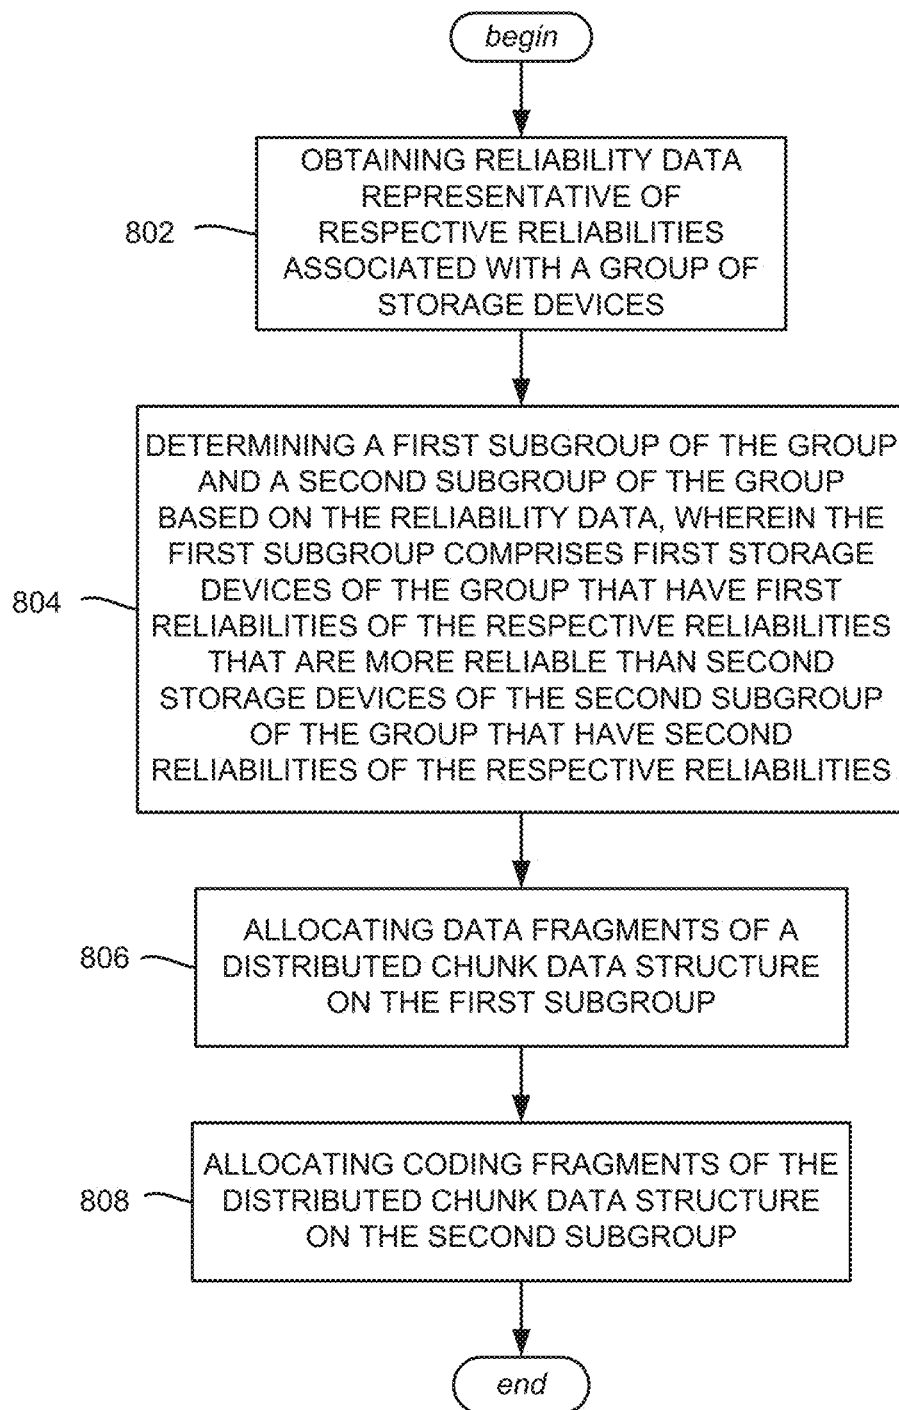 begin
802
OBTAINING RELIABILITY DATA
REPRESENTATIVE OF
RESPECTIVE RELIABILITIES
ASSOCIATED WITH A GROUP OF
STORAGE DEVICES
804
DETERMINING A FIRST SUBGROUP OF THE GROUP
AND A SECOND SUBGROUP OF THE GROUP
BASED ON THE RELIABILITY DATA, WHEREIN THE
FIRST SUBGROUP COMPRISES FIRST STORAGE
DEVICES OF THE GROUP THAT HAVE FIRST
RELIABILITIES OF THE RESPECTIVE RELIABILITIES
THAT ARE MORE RELIABLE THAN SECOND
STORAGE DEVICES OF THE SECOND SUBGROUP
OF THE GROUP THAT HAVE SECOND
RELIABILITIES OF THE RESPECTIVE RELIABILITIES
806
ALLOCATING DATA FRAGMENTS OF A
DISTRIBUTED CHUNK DATA STRUCTURE
ON THE FIRST SUBGROUP
808
ALLOCATING CODING FRAGMENTS OF THE
DISTRIBUTED CHUNK DATA STRUCTURE
ON THE SECOND SUBGROUP
end